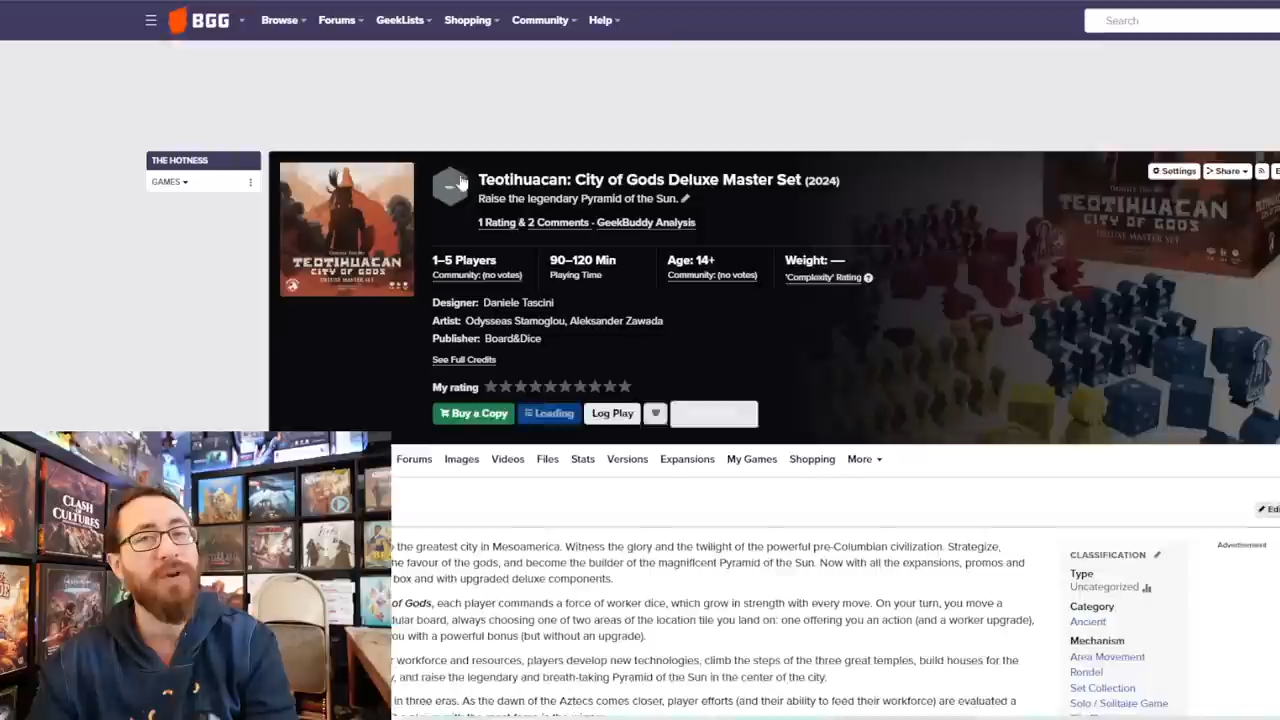 BGG
Browse
Forums
GeekLists
Shopping
Community
Help
Search
THE HOTNESS
GAMES
Teotihuacan: City of Gods Deluxe Master Set (2024)
Raise the legendary Pyramid of the Sun.
1 Rating & 2 Comments - GeekBuddy Analysis
Settings
Share
1–5 Players
Community: (no votes)
90–120 Min
Playing Time
Age: 14+
Community: (no votes)
Weight: —
'Complexity' Rating
Designer: Daniele Tascini
Artist: Odysseas Stamoglou, Aleksander Zawada
Publisher: Board&Dice
See Full Credits
My rating
Buy a Copy
Loading
Log Play
TEOTIHUACAN
CITY OF GODS
DELUXE MASTER SET
TEOTIHUACAN
CITY OF GODS
DELUXE MASTER SET
Forums
Images
Videos
Files
Stats
Versions
Expansions
My Games
Shopping
More
the greatest city in Mesoamerica. Witness the glory and the twilight of the powerful pre-Columbian civilization. Strategize,
the favour of the gods, and become the builder of the magnificent Pyramid of the Sun. Now with all the expansions, promos and
box and with upgraded deluxe components.
of Gods, each player commands a force of worker dice, which grow in strength with every move. On your turn, you move a
board, always choosing one of two areas of the location tile you land on: one offering you an action (and a worker upgrade),
you with a powerful bonus (but without an upgrade).
workforce and resources, players develop new technologies, climb the steps of the three great temples, build houses for the
and raise the legendary and breath-taking Pyramid of the Sun in the center of the city.
in three eras. As the dawn of the Aztecs comes closer, player efforts (and their ability to feed their workforce) are evaluated a
CLASSIFICATION
Type
Uncategorized
Category
Ancient
Mechanism
Area Movement
Rondel
Set Collection
Solo / Solitaire Game
Advertisement
CLASH
OF
CULTURES